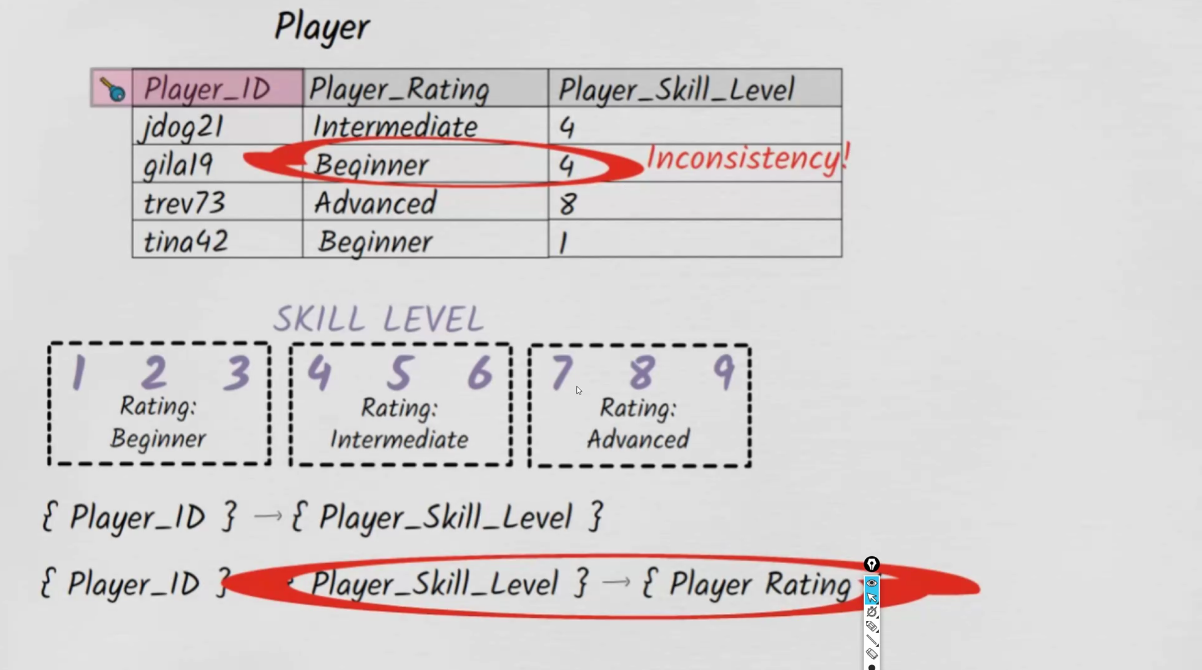 Player
Player_ID Player_Rating Player_Skill_Level
jdog21 Intermediate 4
gila19 Beginner 4 Inconsistency!
trev73 Advanced 8
tina42 Beginner 1
SKILL LEVEL
1 2 3 4 5 6 7 8 9
Rating: Rating: Rating:
Beginner Intermediate Advanced
{ Player_ID } → { Player_Skill_Level }
{ Player_ID } { Player_Skill_Level } → { Player Rating